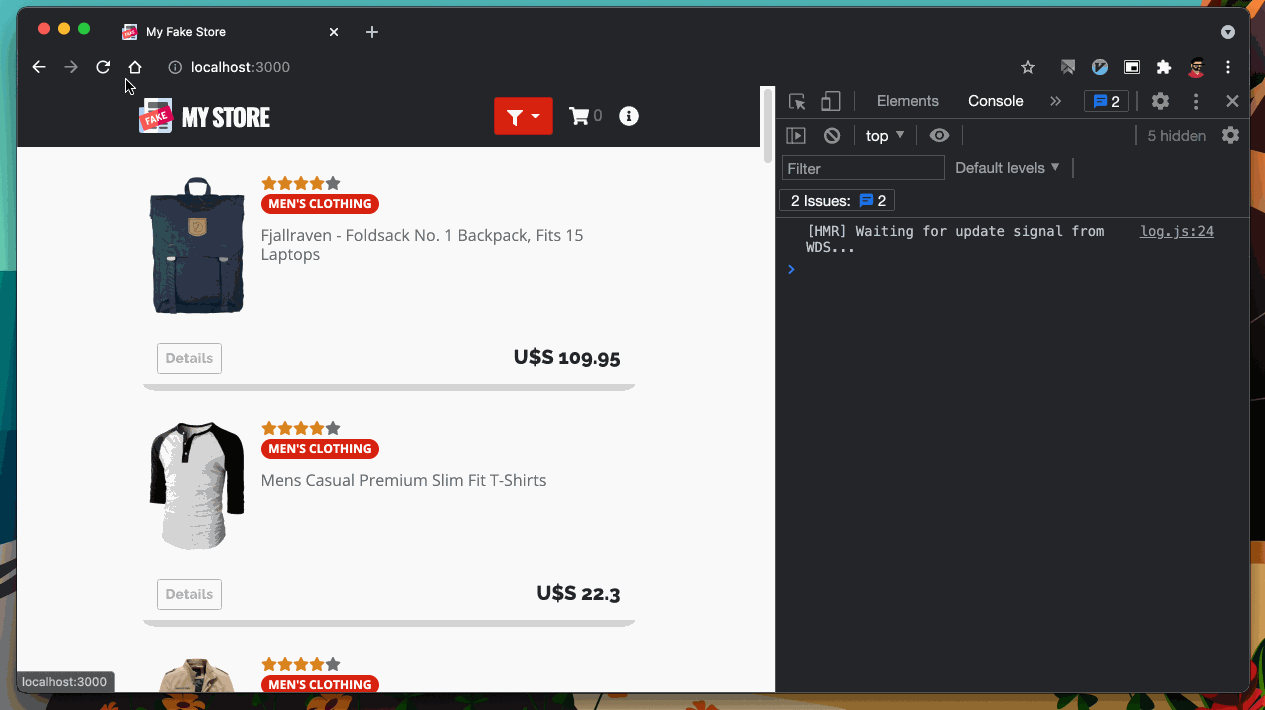 My Fake Store
localhost:3000
FAKE MY STORE
0
Elements Console
2
top
5 hidden
Filter
Default levels
2 Issues: 2
[HMR] Waiting for update signal from
WDS...
log.js:24
MEN'S CLOTHING
Fjallraven - Foldsack No. 1 Backpack, Fits 15
Laptops
Details
U$S 109.95
MEN'S CLOTHING
Mens Casual Premium Slim Fit T-Shirts
Details
U$S 22.3
MEN'S CLOTHING
localhost:3000